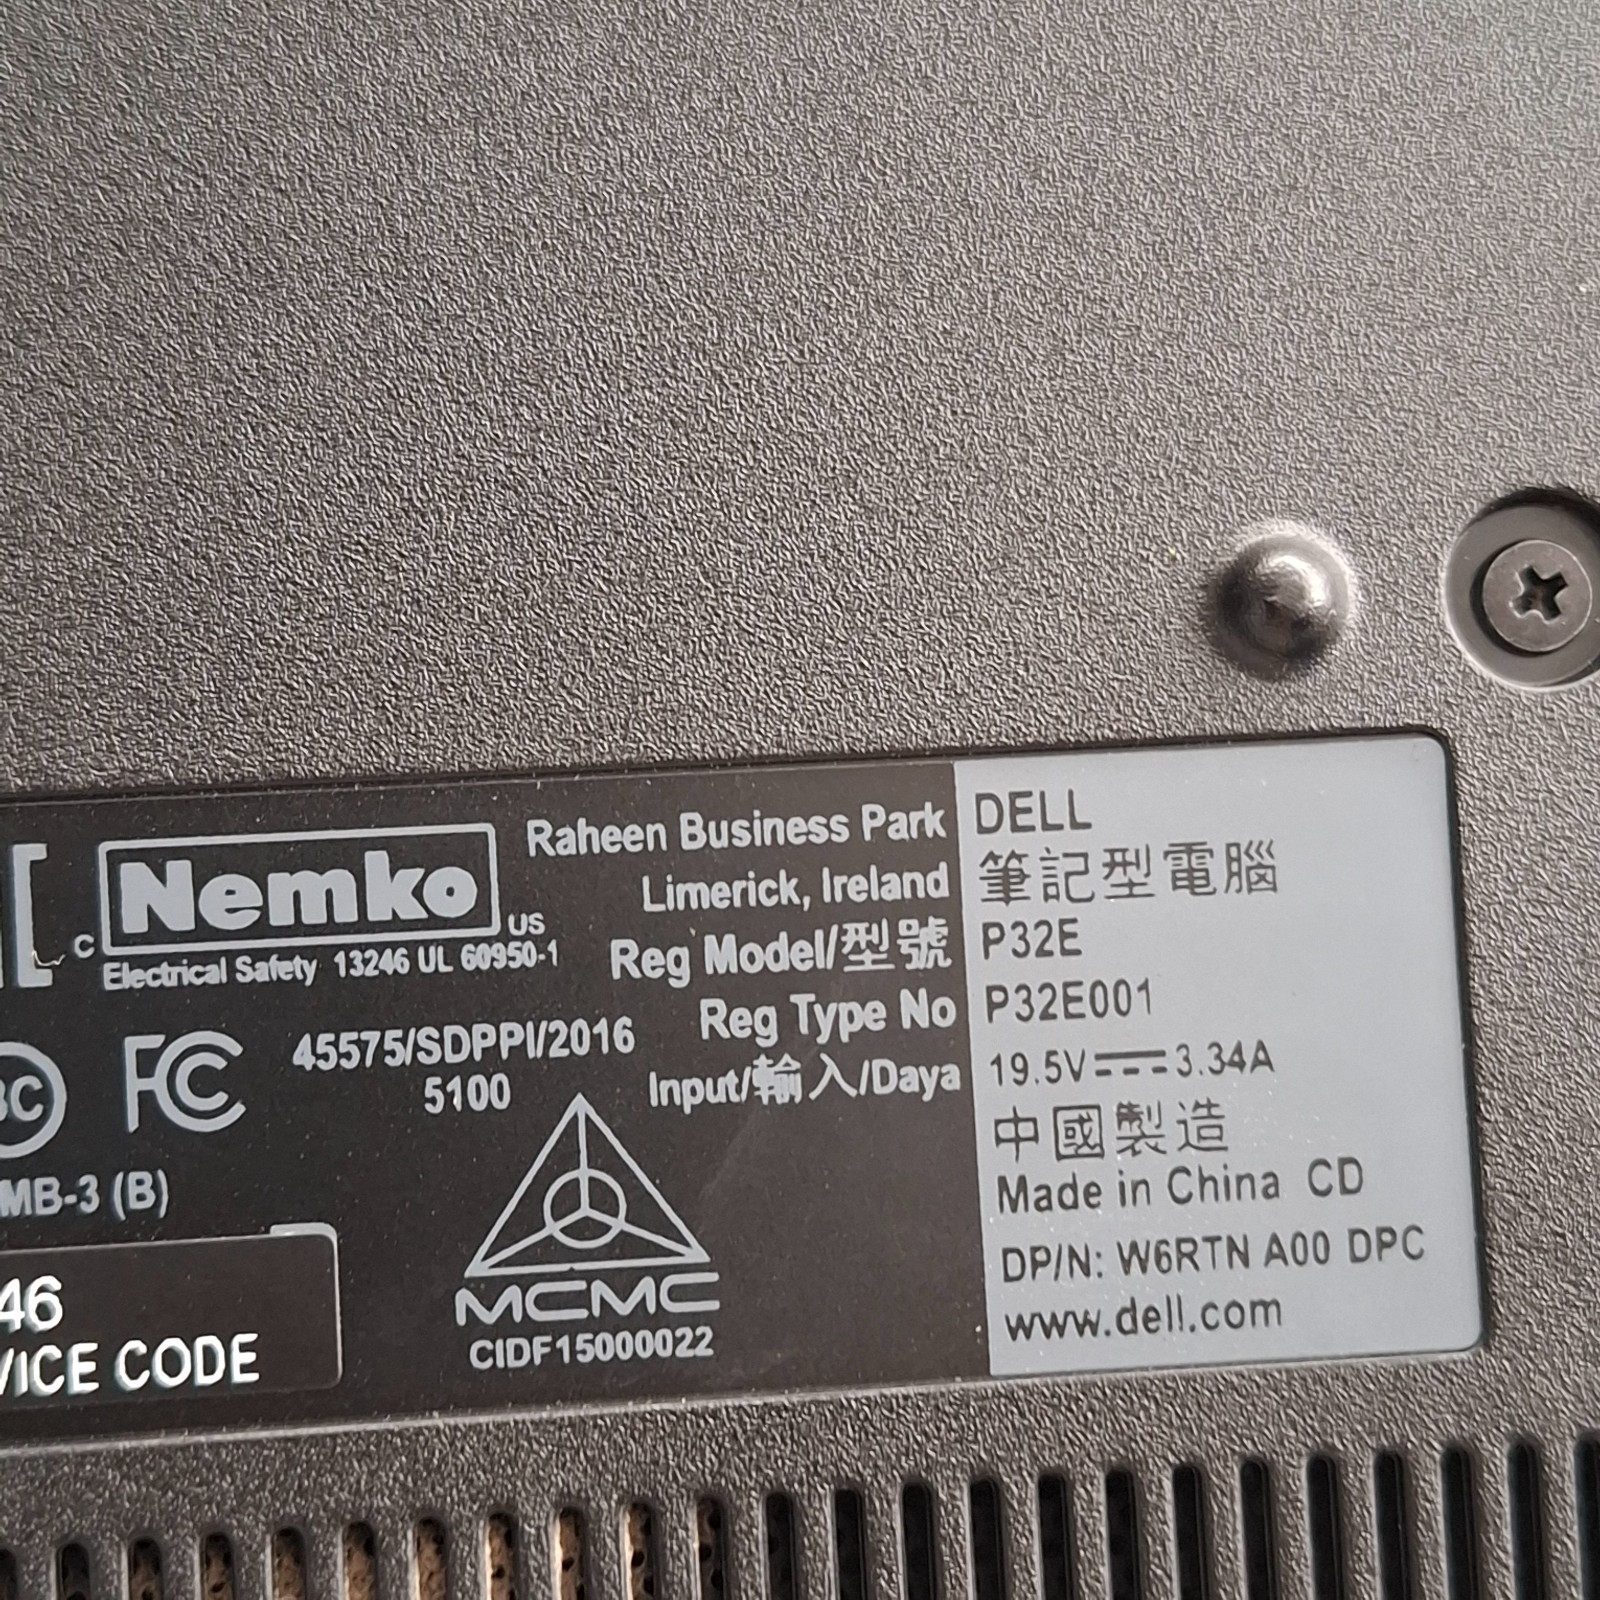 c Nemko US
Electrical Safety 13246 UL 60950-1
FC
45575/SDPPI/2016
5100
MB-3 (B)
46
VICE CODE
MCMC
CIDF15000022
Raheen Business Park
Limerick, Ireland
Reg Model/型號
Reg Type No
Input/輸入/Daya
DELL
筆記型電腦
P32E
P32E001
19.5V⎓3.34A
中國製造
Made in China CD
DP/N: W6RTN A00 DPC
www.dell.com